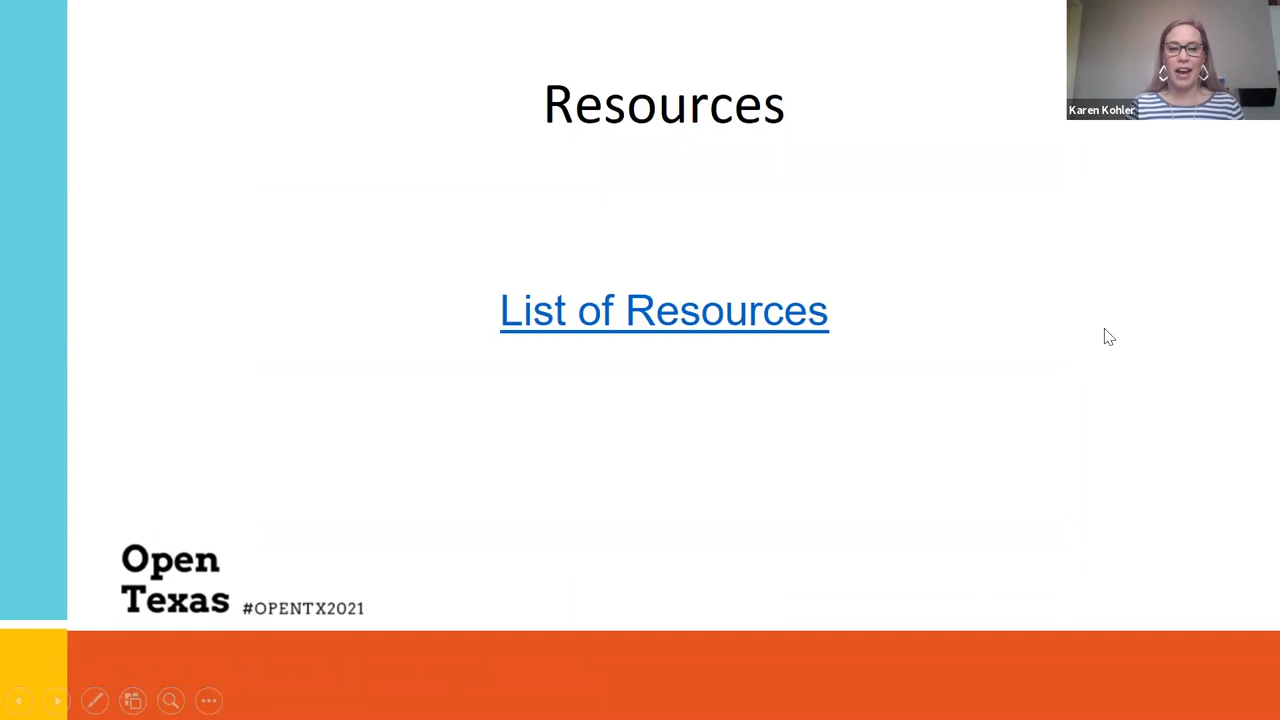 Resources
Karen Kohler
List of Resources
Open
Texas #OPENTX2021